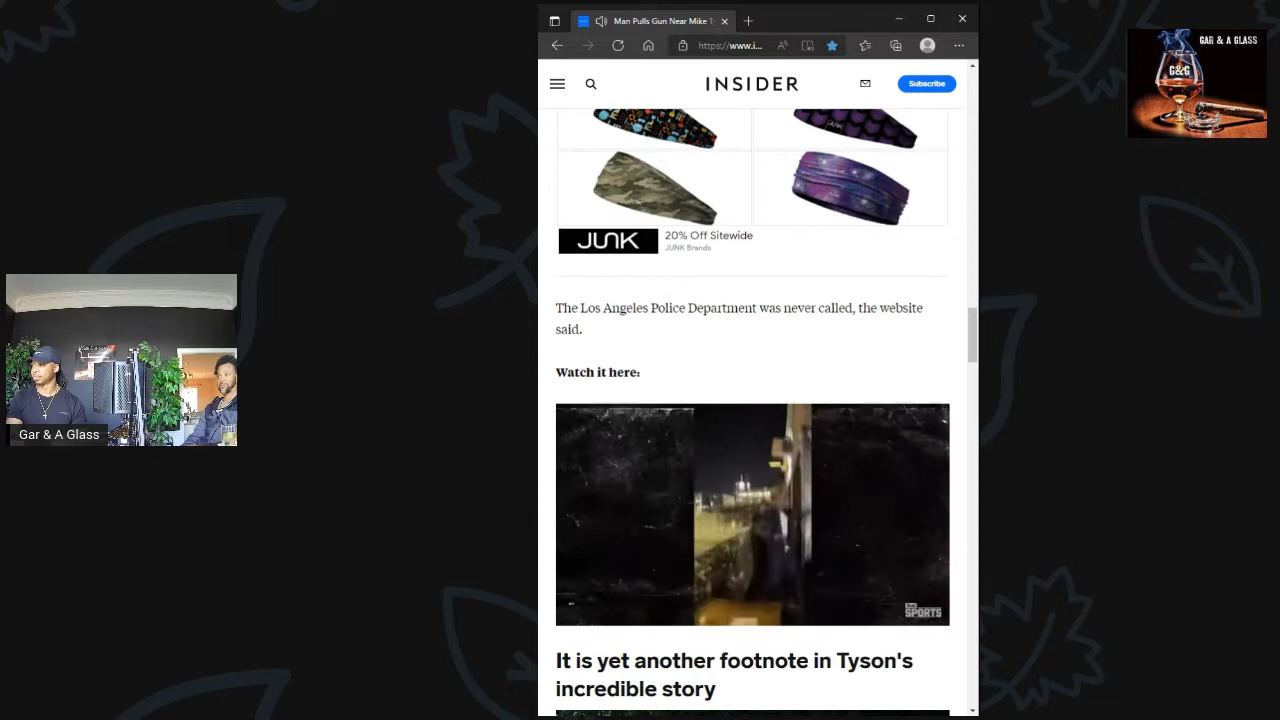 Man Pulls Gun Near Mike T
https://www.i...
INSIDER
Subscribe
JUNK
20% Off Sitewide
JUNK Brands
The Los Angeles Police Department was never called, the website
said.
Watch it here:
SPORTS
It is yet another footnote in Tyson's
incredible story
Gar & A Glass
GAR & A GLASS
G&G